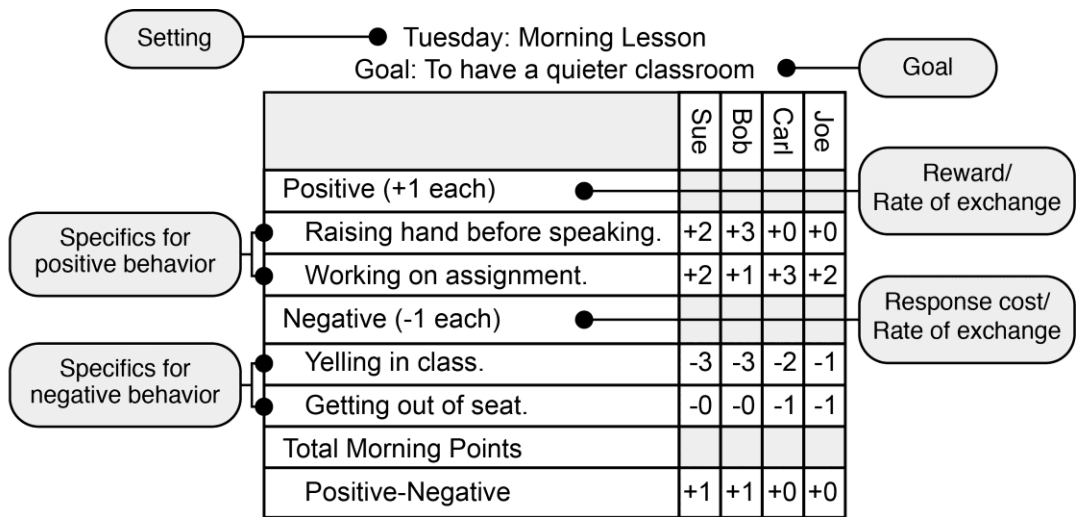 Setting
Tuesday: Morning Lesson
Goal: To have a quieter classroom
Goal
Sue Bob Carl Joe
Positive (+1 each)
Reward/
Rate of exchange
Specifics for
positive behavior
Raising hand before speaking. +2 +3 +0 +0
Working on assignment. +2 +1 +3 +2
Negative (-1 each)
Response cost/
Rate of exchange
Specifics for
negative behavior
Yelling in class. -3 -3 -2 -1
Getting out of seat. -0 -0 -1 -1
Total Morning Points
Positive-Negative +1 +1 +0 +0